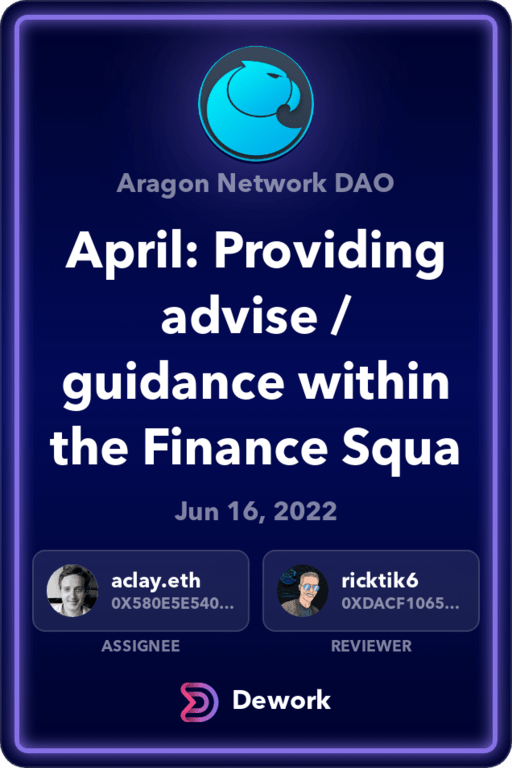 Aragon Network DAO
April: Providing
advise /
guidance within
the Finance Squa
Jun 16, 2022
aclay.eth
0X580E5E540...
ASSIGNEE
ricktik6
0XDACF1065...
REVIEWER
Dework